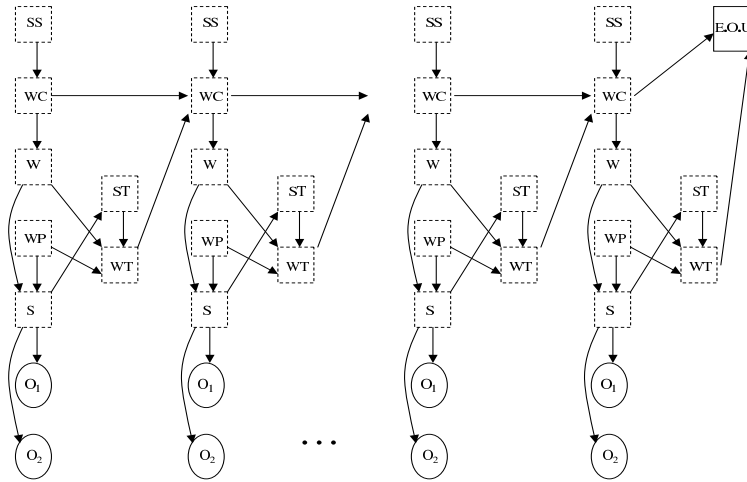 SS SS SS SS E.O.U
WC WC WC WC
W W W W
ST ST ST ST
WP WP WP WP
WT WT WT WT
S S S S
O1 O1 O1 O1
O2 O2 ... O2 O2